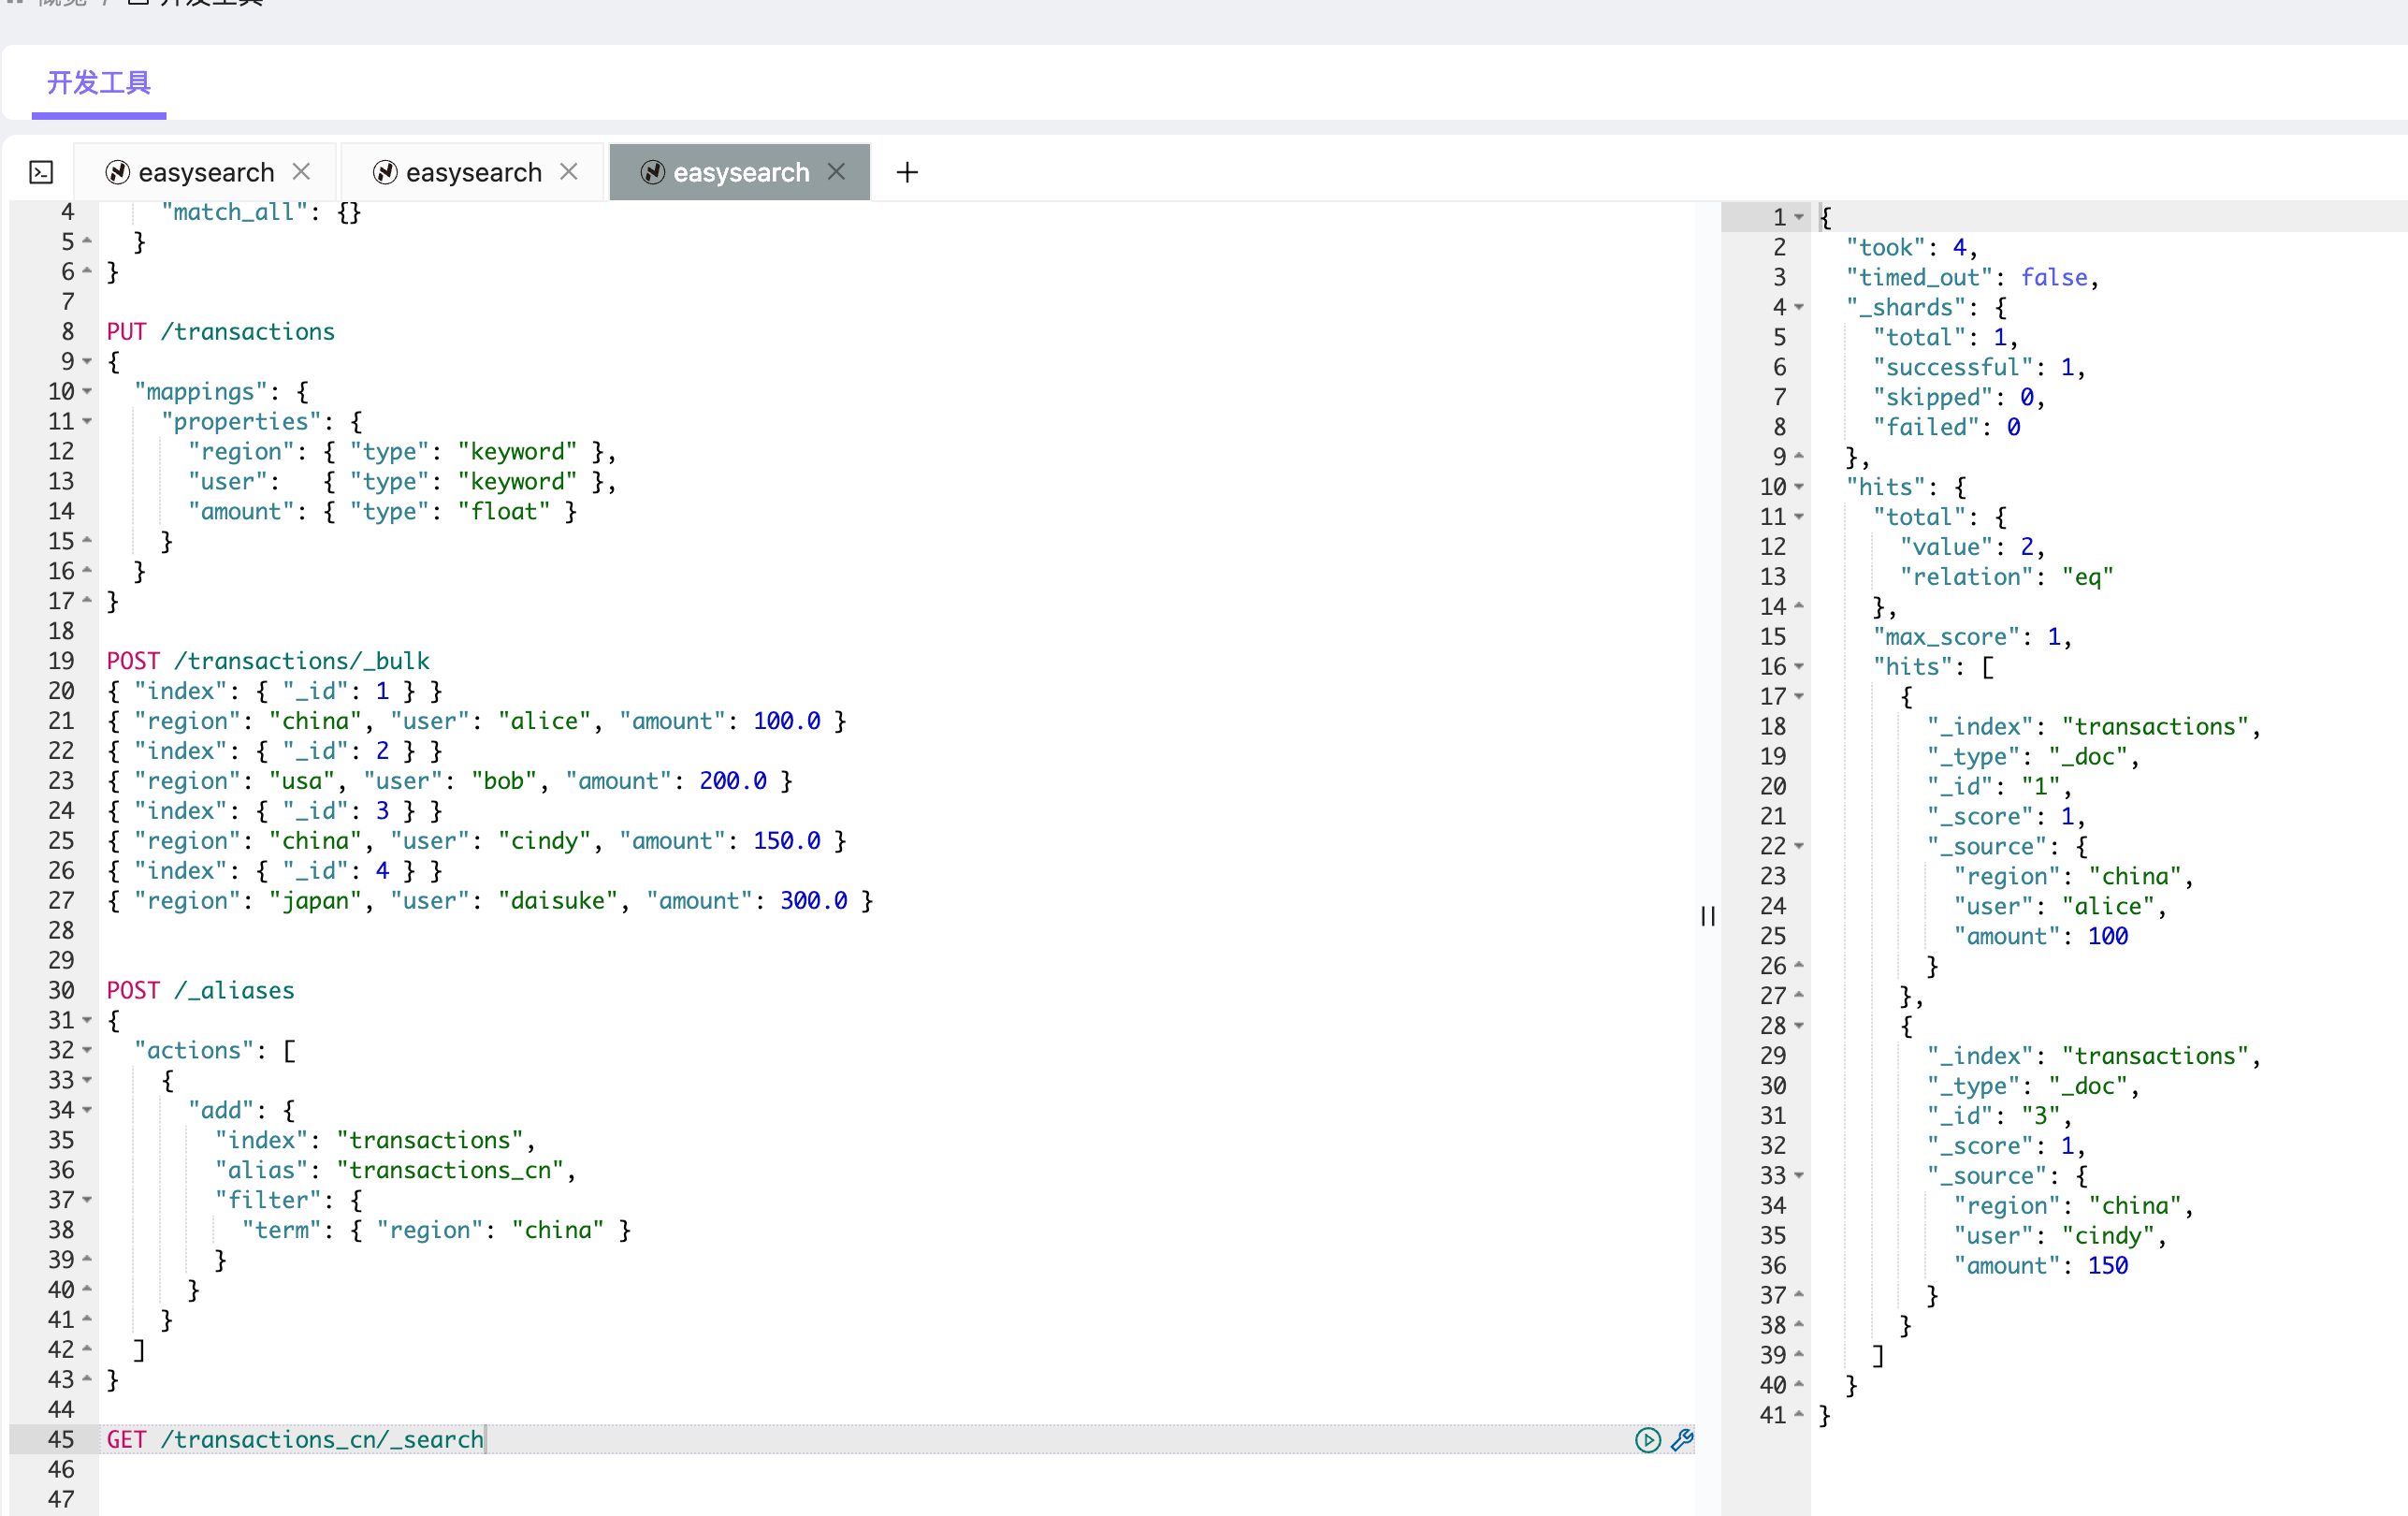 概览 / 开发工具
开发工具
easysearch
easysearch
easysearch
4 "match_all": {}
5 }
6 }
7
8 PUT /transactions
9 {
10 "mappings": {
11 "properties": {
12 "region": { "type": "keyword" },
13 "user":   { "type": "keyword" },
14 "amount": { "type": "float" }
15 }
16 }
17 }
18
19 POST /transactions/_bulk
20 { "index": { "_id": 1 } }
21 { "region": "china", "user": "alice", "amount": 100.0 }
22 { "index": { "_id": 2 } }
23 { "region": "usa", "user": "bob", "amount": 200.0 }
24 { "index": { "_id": 3 } }
25 { "region": "china", "user": "cindy", "amount": 150.0 }
26 { "index": { "_id": 4 } }
27 { "region": "japan", "user": "daisuke", "amount": 300.0 }
28
29
30 POST /_aliases
31 {
32 "actions": [
33 {
34 "add": {
35 "index": "transactions",
36 "alias": "transactions_cn",
37 "filter": {
38 "term": { "region": "china" }
39 }
40 }
41 }
42 ]
43 }
44
45 GET /transactions_cn/_search
46
47
1 {
2 "took": 4,
3 "timed_out": false,
4 "_shards": {
5 "total": 1,
6 "successful": 1,
7 "skipped": 0,
8 "failed": 0
9 },
10 "hits": {
11 "total": {
12 "value": 2,
13 "relation": "eq"
14 },
15 "max_score": 1,
16 "hits": [
17 {
18 "_index": "transactions",
19 "_type": "_doc",
20 "_id": "1",
21 "_score": 1,
22 "_source": {
23 "region": "china",
24 "user": "alice",
25 "amount": 100
26 }
27 },
28 {
29 "_index": "transactions",
30 "_type": "_doc",
31 "_id": "3",
32 "_score": 1,
33 "_source": {
34 "region": "china",
35 "user": "cindy",
36 "amount": 150
37 }
38 }
39 ]
40 }
41 }